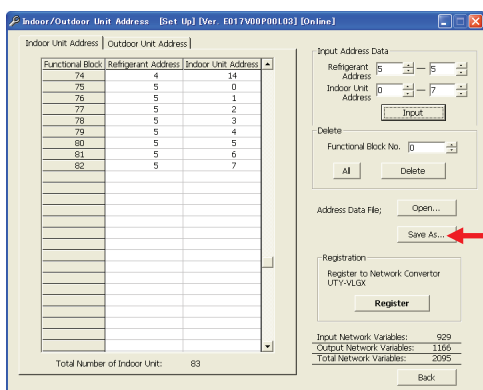 Indoor/Outdoor Unit Address [Set Up] [Ver. E017V00P00L03] [Online]
Indoor Unit Address Outdoor Unit Address
Functional Block Refrigerant Address Indoor Unit Address
74 4 14
75 5 0
76 5 1
77 5 2
78 5 3
79 5 4
80 5 5
81 5 6
82 5 7
Total Number of Indoor Unit: 83
Input Address Data
Refrigerant Address 5 — 5
Indoor Unit Address 0 — 7
Input
Delete
Functional Block No. 0
All Delete
Address Data File; Open...
Save As...
Registration
Register to Network Convertor
UTY-VLGX
Register
Input Network Variables: 929
Output Network Variables: 1166
Total Network Variables: 2095
Back